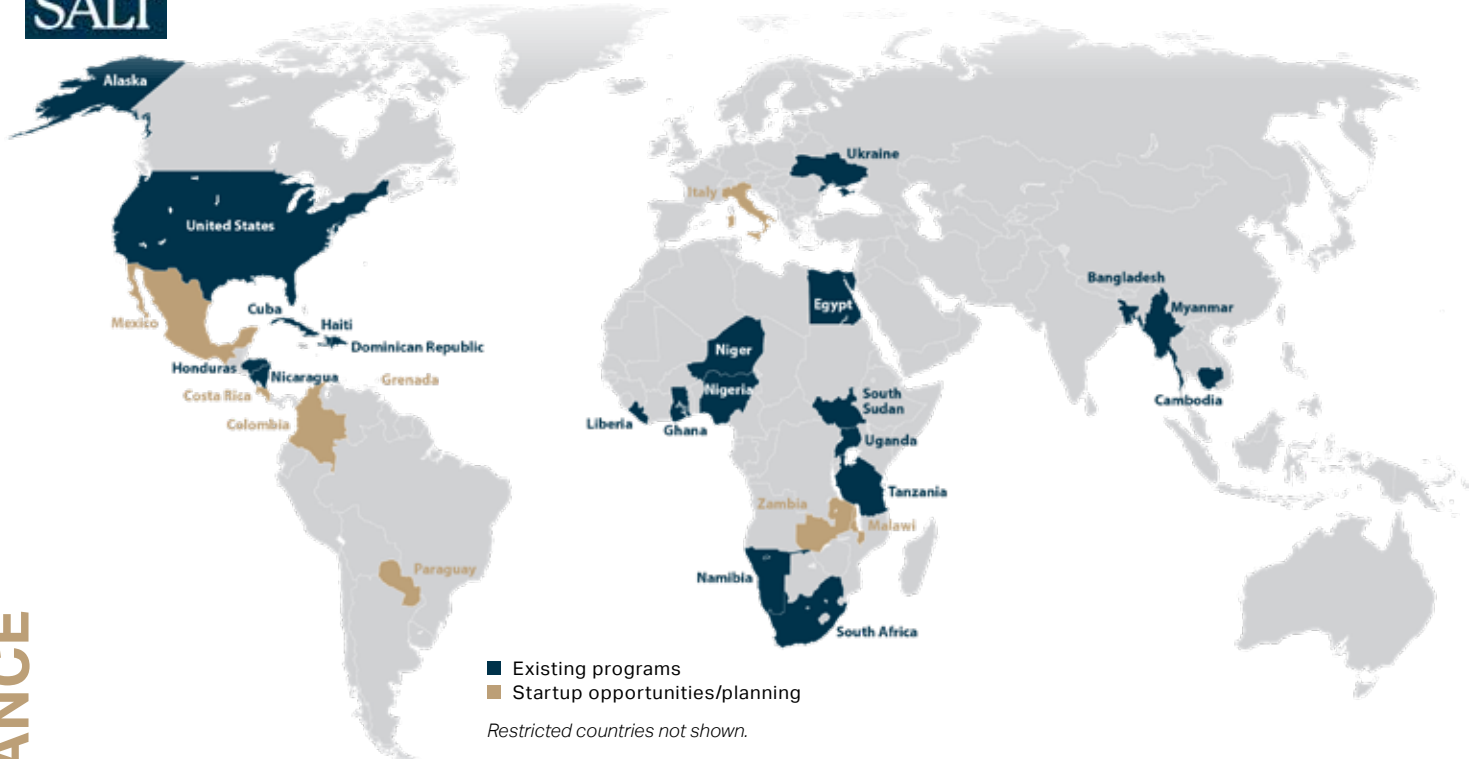 SALT
Alaska
Ukraine
Italy
United States
Bangladesh
Egypt
Myanmar
Cuba
Mexico
Haiti
Dominican Republic
Niger
Honduras
Nicaragua
Grenada
Nigeria
South
Sudan
Costa Rica
Cambodia
Colombia
Liberia
Ghana
Uganda
Tanzania
Zambia
Malawi
Paraguay
Namibia
South Africa
ANCE
Existing programs
Startup opportunities/planning
Restricted countries not shown.